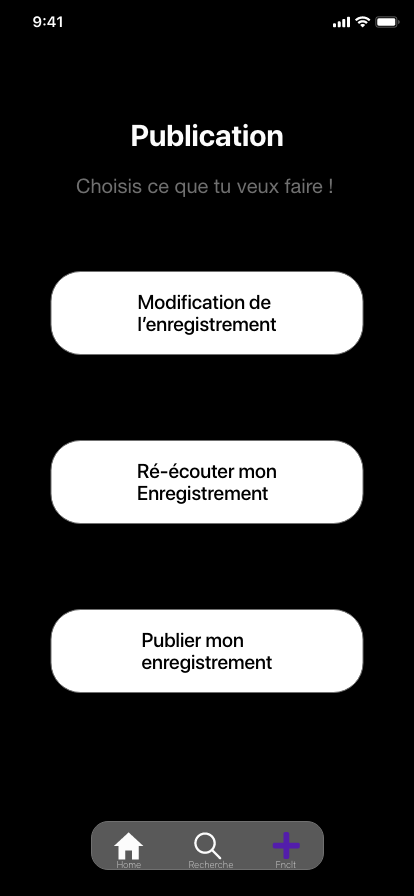 9:41
Publication
Choisis ce que tu veux faire !
Modification de
l’enregistrement
Ré-écouter mon
Enregistrement
Publier mon
enregistrement
Home Recherche FncIt